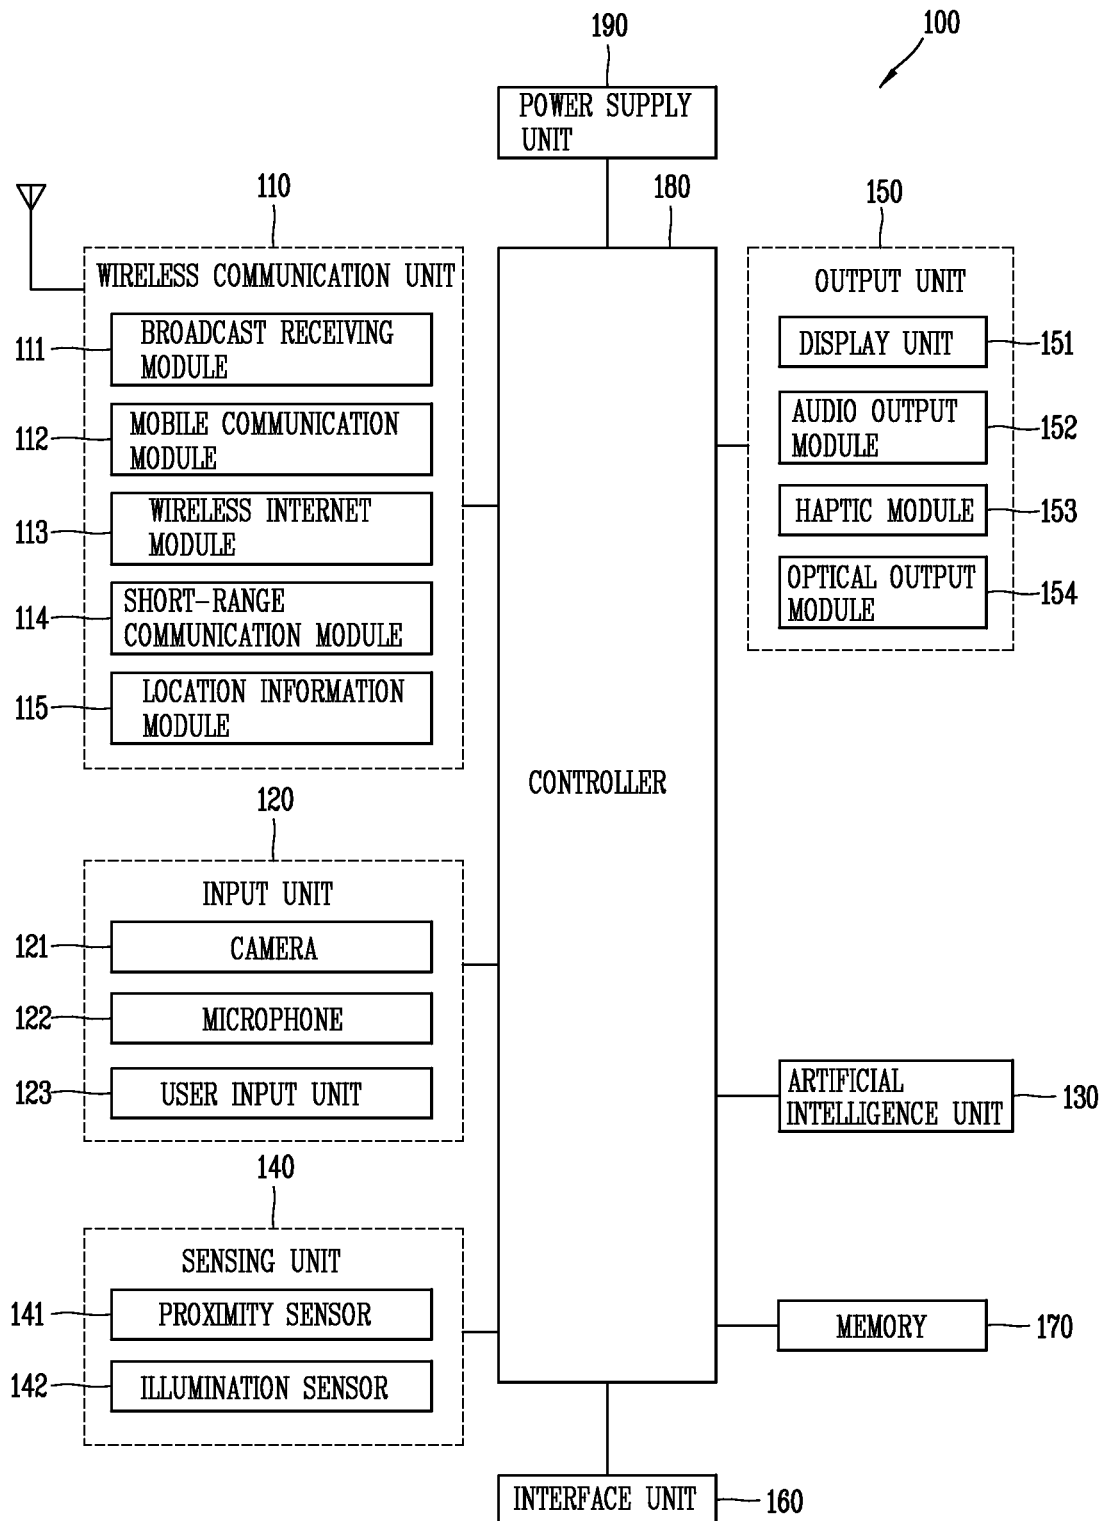 190
100
POWER SUPPLY
UNIT
110
180
150
WIRELESS COMMUNICATION UNIT
111
BROADCAST RECEIVING
MODULE
112
MOBILE COMMUNICATION
MODULE
113
WIRELESS INTERNET
MODULE
114
SHORT-RANGE
COMMUNICATION MODULE
115
LOCATION INFORMATION
MODULE
OUTPUT UNIT
DISPLAY UNIT
151
AUDIO OUTPUT
MODULE
152
HAPTIC MODULE
153
OPTICAL OUTPUT
MODULE
154
CONTROLLER
120
INPUT UNIT
121
CAMERA
122
MICROPHONE
123
USER INPUT UNIT
ARTIFICIAL
INTELLIGENCE UNIT
130
140
SENSING UNIT
141
PROXIMITY SENSOR
142
ILLUMINATION SENSOR
MEMORY
170
INTERFACE UNIT
160